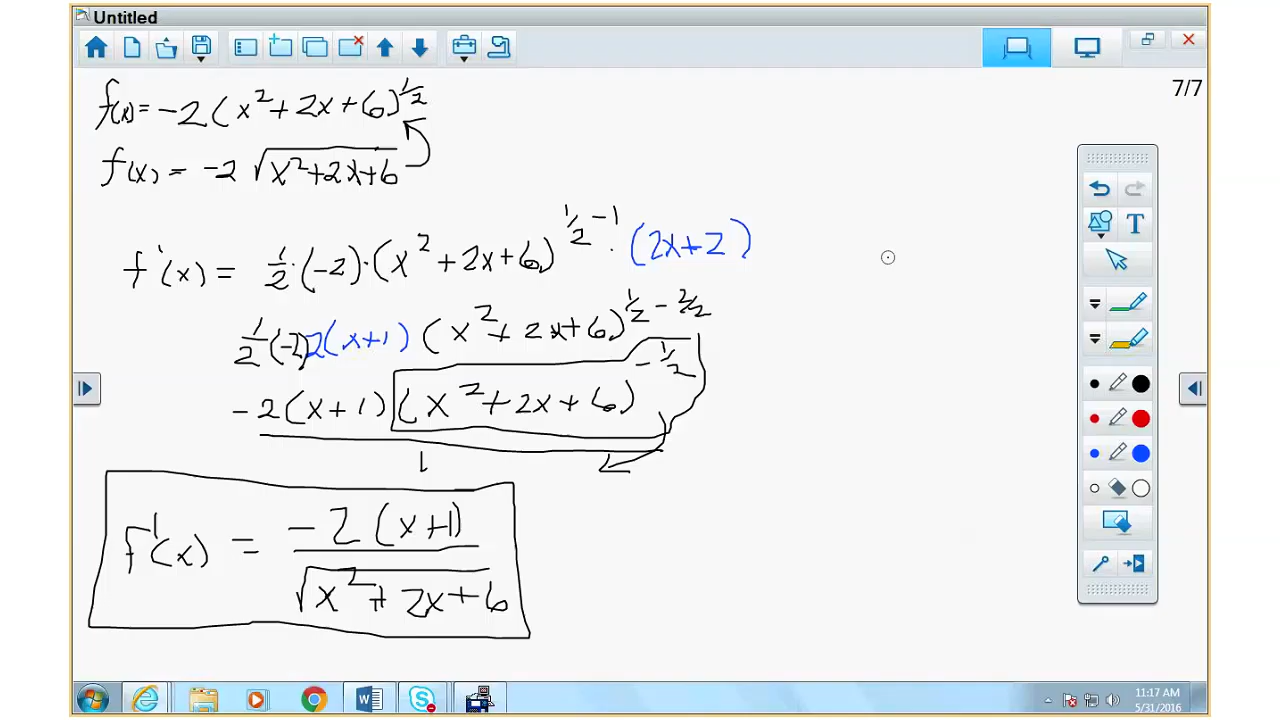 Untitled
7/7
f(x) = -2(x²+2x+6)^1/2
f(x) = -2 √x²+2x+6
f'(x) = 1/2·(-2)·(x²+2x+6)^1/2-1 · (2x+2)
1/2(-2)2(x+1)(x²+2x+6)^1/2-2/2
-2(x+1)(x²+2x+6)^-1/2
1
f'(x) = -2(x+1)
√x²+2x+6
T
11:17 AM
5/31/2016